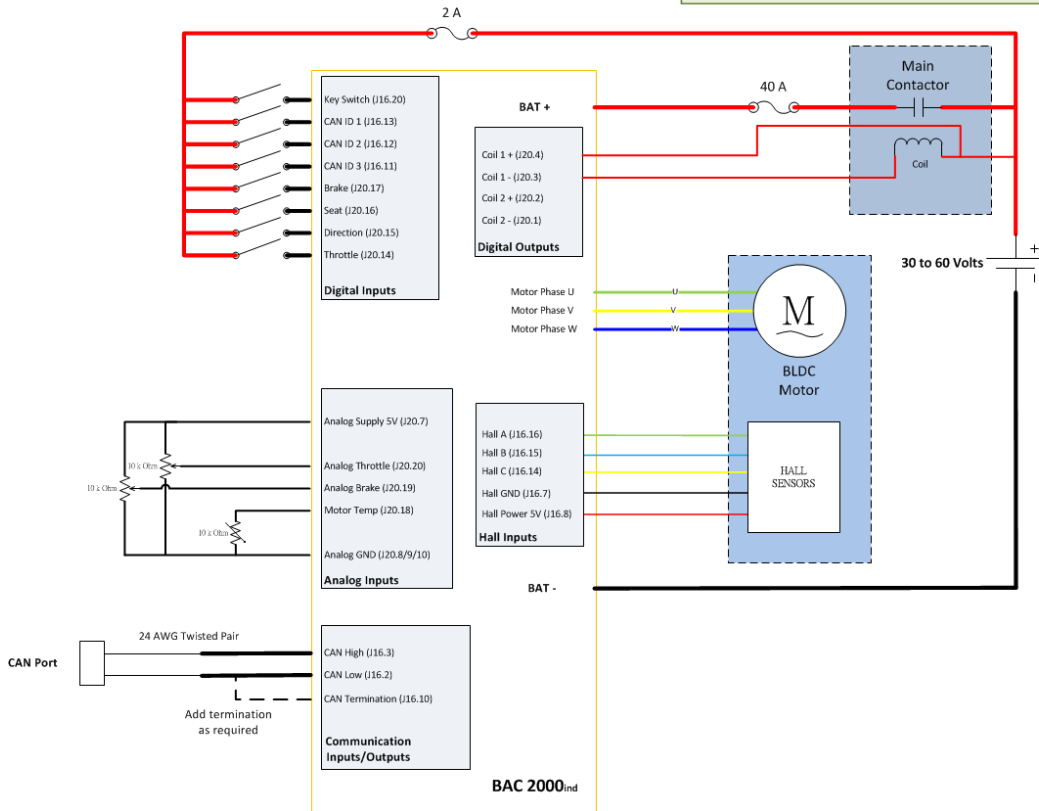 2 A
Main
Contactor
40 A
Coil
BAT +
Key Switch (J16.20)
CAN ID 1 (J16.13)
CAN ID 2 (J16.12)
CAN ID 3 (J16.11)
Brake (J20.17)
Seat (J20.16)
Direction (J20.15)
Throttle (J20.14)
Digital Inputs
Coil 1 + (J20.4)
Coil 1 - (J20.3)
Coil 2 + (J20.2)
Coil 2 - (J20.1)
Digital Outputs
30 to 60 Volts
+
-
Motor Phase U
Motor Phase V
Motor Phase W
U
V
W
M
BLDC
Motor
Analog Supply 5V (J20.7)
Analog Throttle (J20.20)
Analog Brake (J20.19)
Motor Temp (J20.18)
Analog GND (J20.8/9/10)
Analog Inputs
10 k Ohm
10 k Ohm
10 k Ohm
Hall A (J16.16)
Hall B (J16.15)
Hall C (J16.14)
Hall GND (J16.7)
Hall Power 5V (J16.8)
Hall Inputs
HALL
SENSORS
BAT -
CAN Port
24 AWG Twisted Pair
CAN High (J16.3)
CAN Low (J16.2)
CAN Termination (J16.10)
Add termination
as required
Communication
Inputs/Outputs
BAC 2000ind